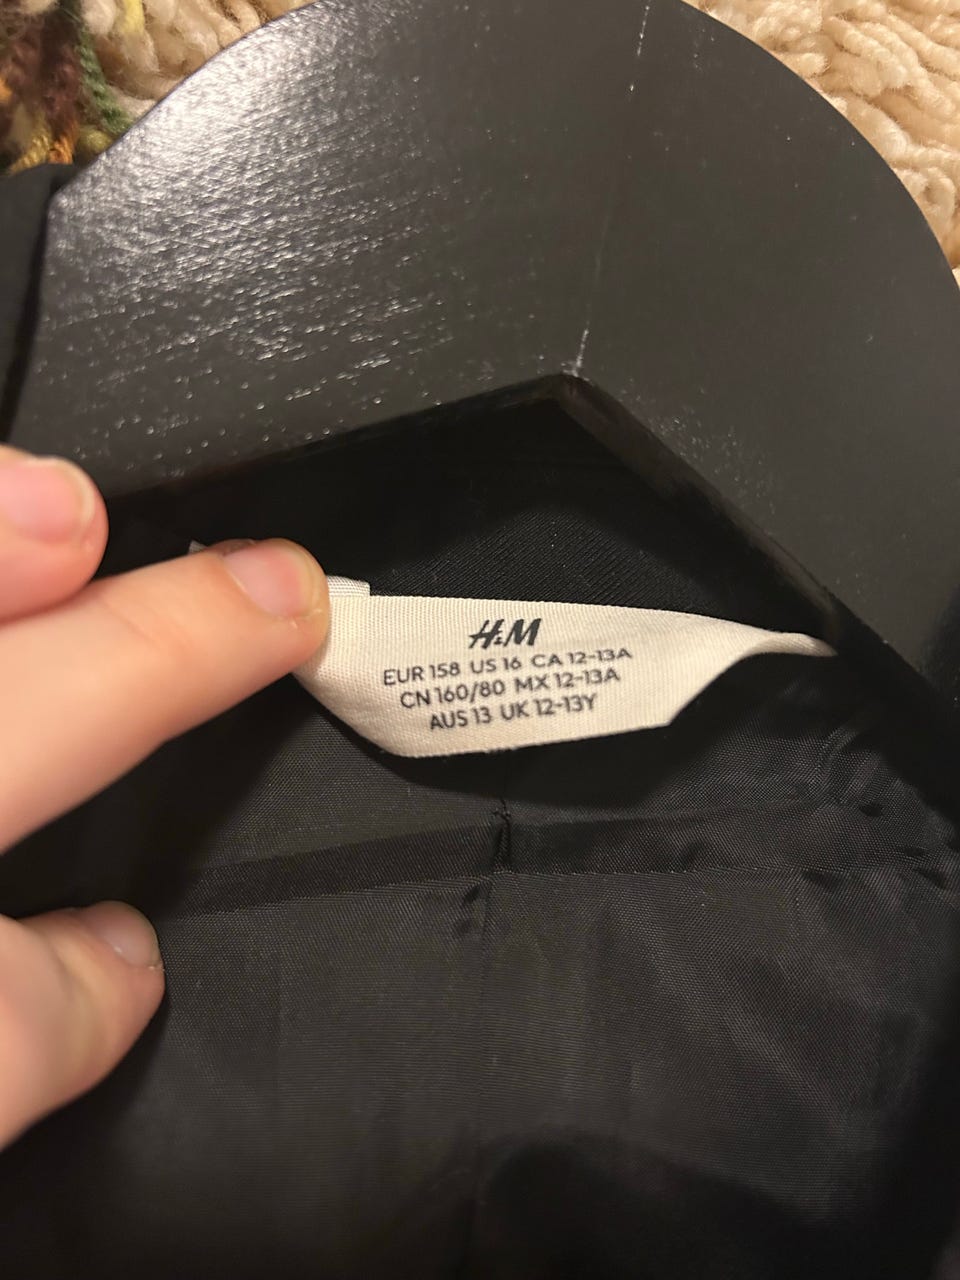 H&M
EUR 158 US 16 CA 12-13A
CN 160/80 MX 12-13A
AUS 13 UK 12-13Y